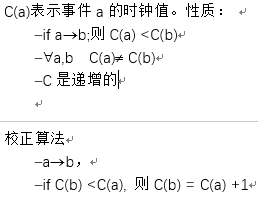 C(a)表示事件 a 的时钟值。性质：
–if a→b;则 C(a) <C(b)
–∀a,b C(a)≠ C(b)
–C 是递增的
校正算法
–a→b，
–if C(b) <C(a), 则 C(b) = C(a) +1